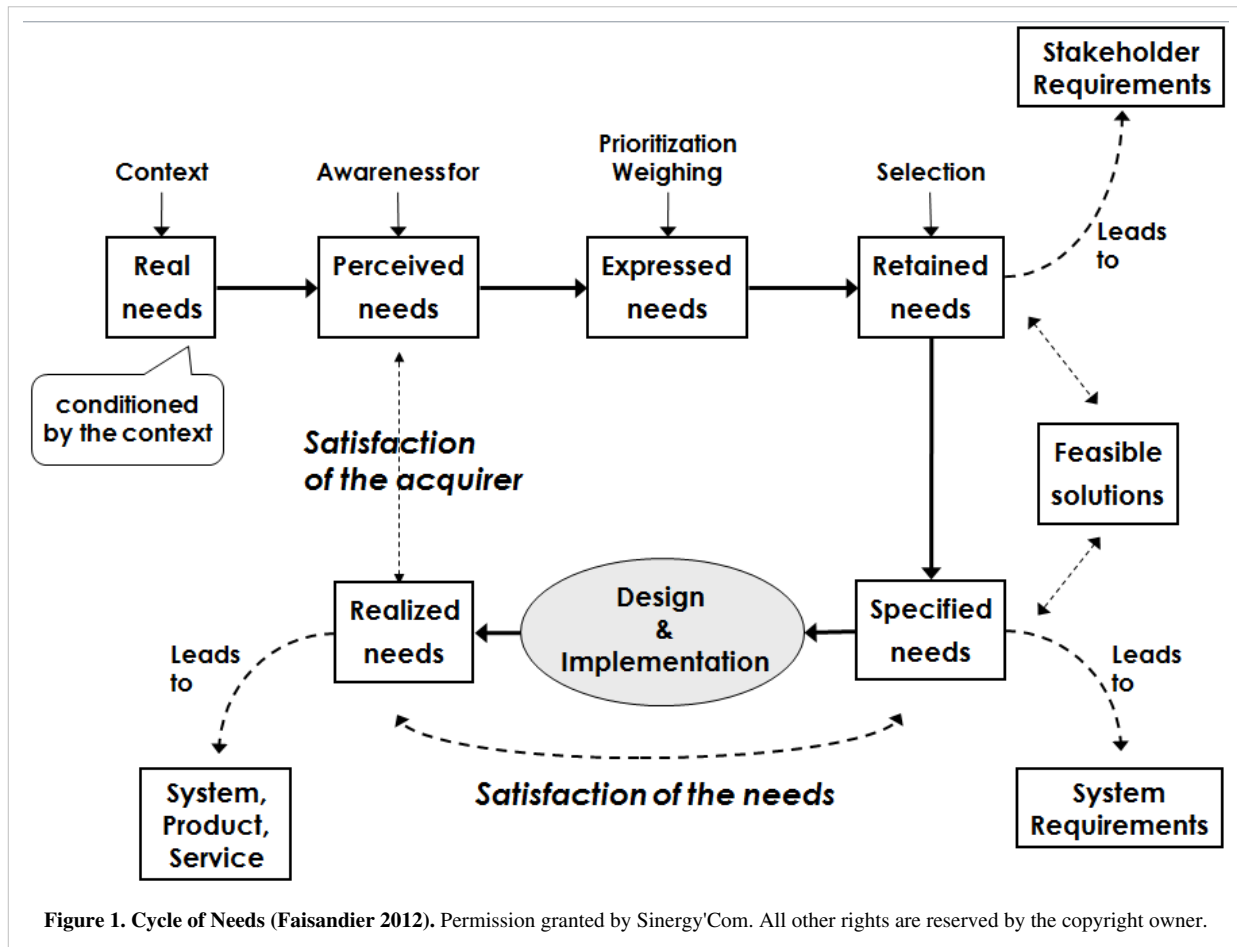 Stakeholder
Requirements
Prioritization
Weighing
Context
Awareness for
Selection
Real
needs
Perceived
needs
Expressed
needs
Retained
needs
Leads
to
conditioned
by the context
Satisfaction
of the acquirer
Feasible
solutions
Realized
needs
Design
&
Implementation
Specified
needs
Leads
to
Leads
to
Satisfaction of the needs
System,
Product,
Service
System
Requirements
Figure 1. Cycle of Needs (Faisandier 2012). Permission granted by Sinergy'Com. All other rights are reserved by the copyright owner.